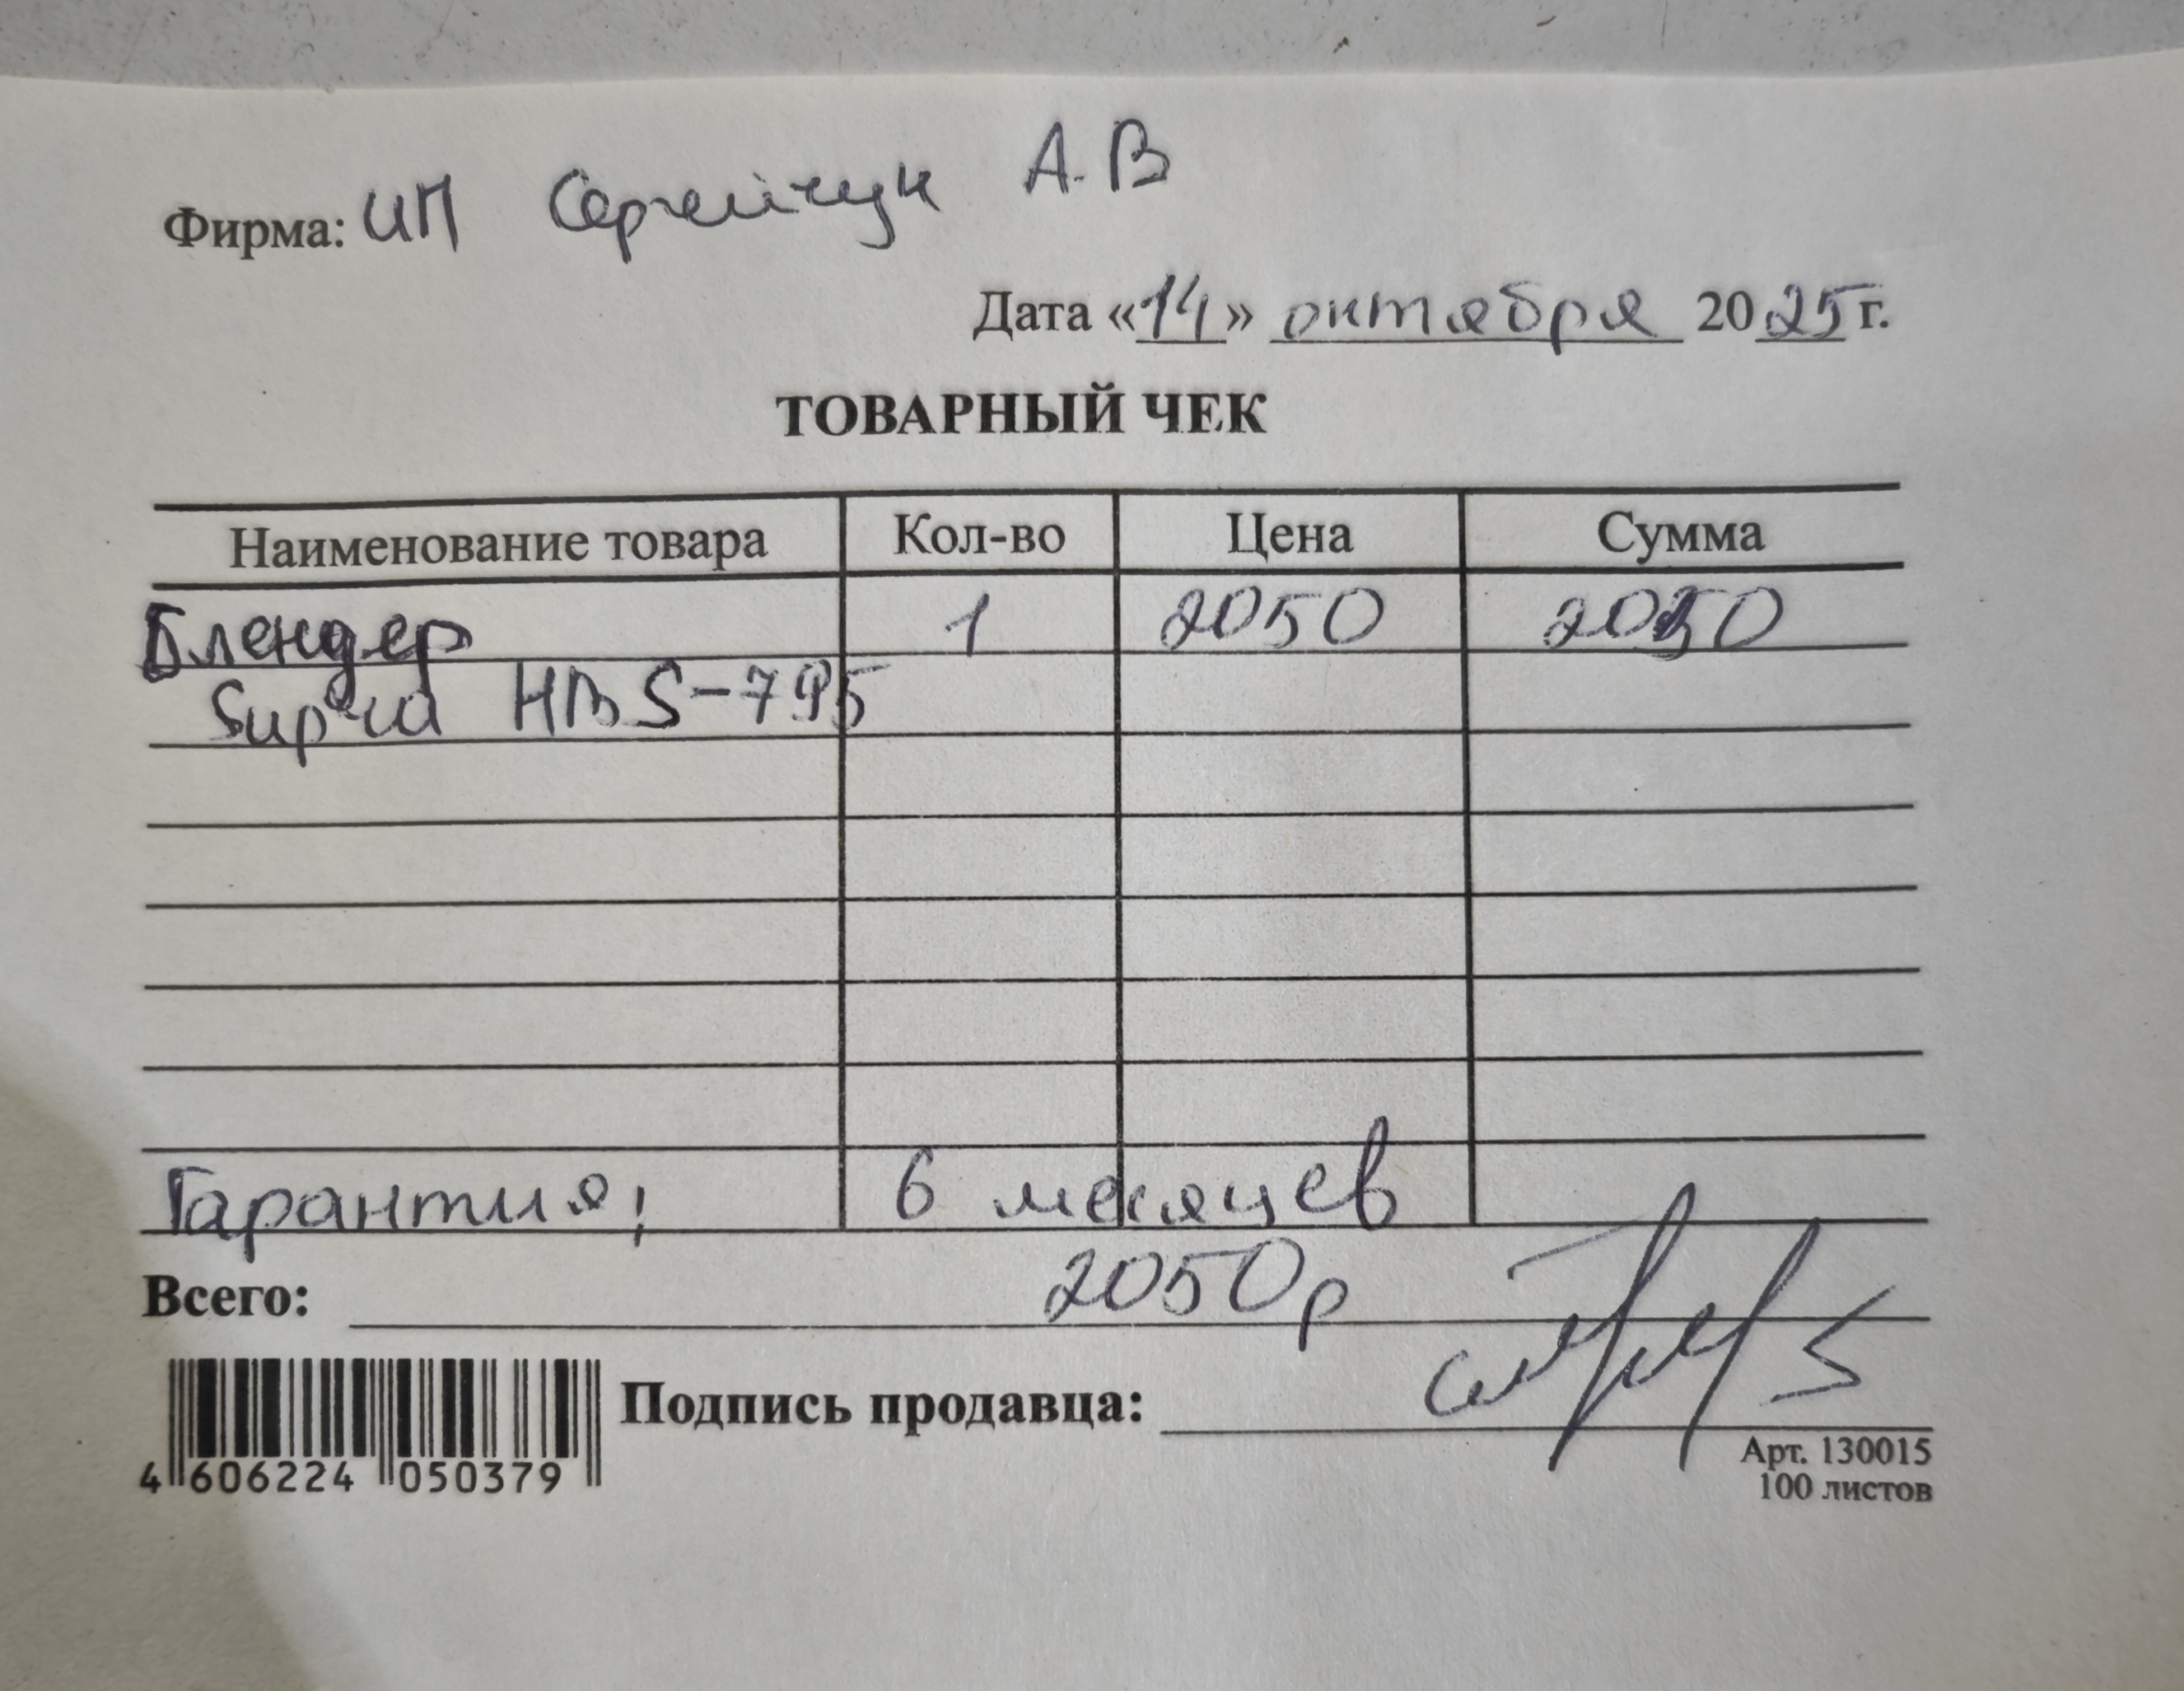 Фирма: ИП Сергейчук А.В
Дата «14» октября 2025 г.
ТОВАРНЫЙ ЧЕК
Наименование товара Кол-во Цена Сумма
Блендер 1 2050 2050
HBS-795
Гарантия: 6 месяцев
Всего: 2050р
Подпись продавца:
Арт. 130015
4 606224 050379
100 листов